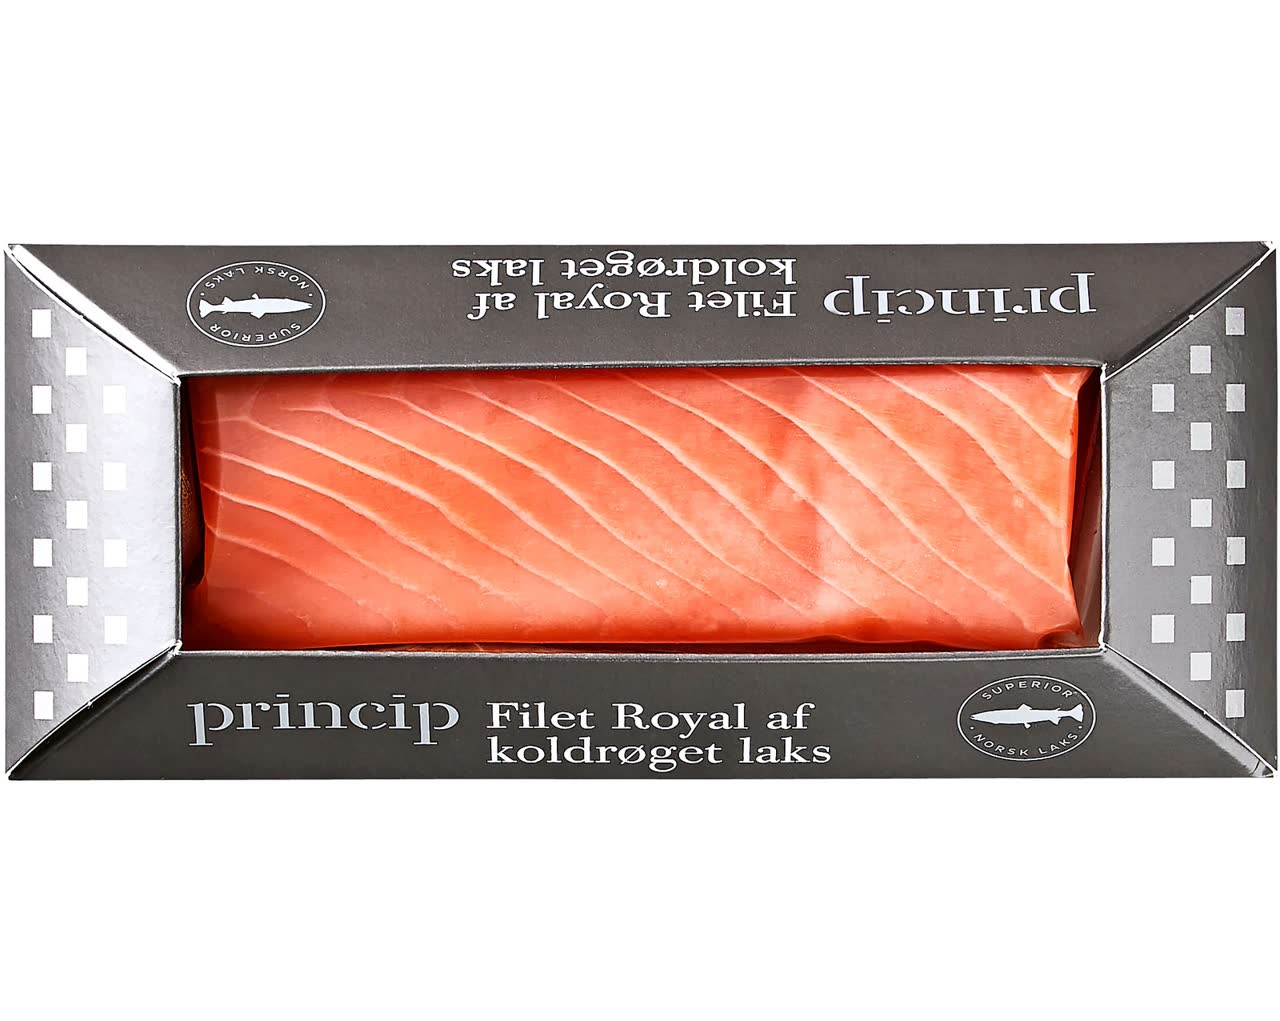 NORSK LAKS
SUPERIOR
princip
Filet Royal af
koldrøget laks
princip
Filet Royal af
koldrøget laks
SUPERIOR
NORSK LAKS